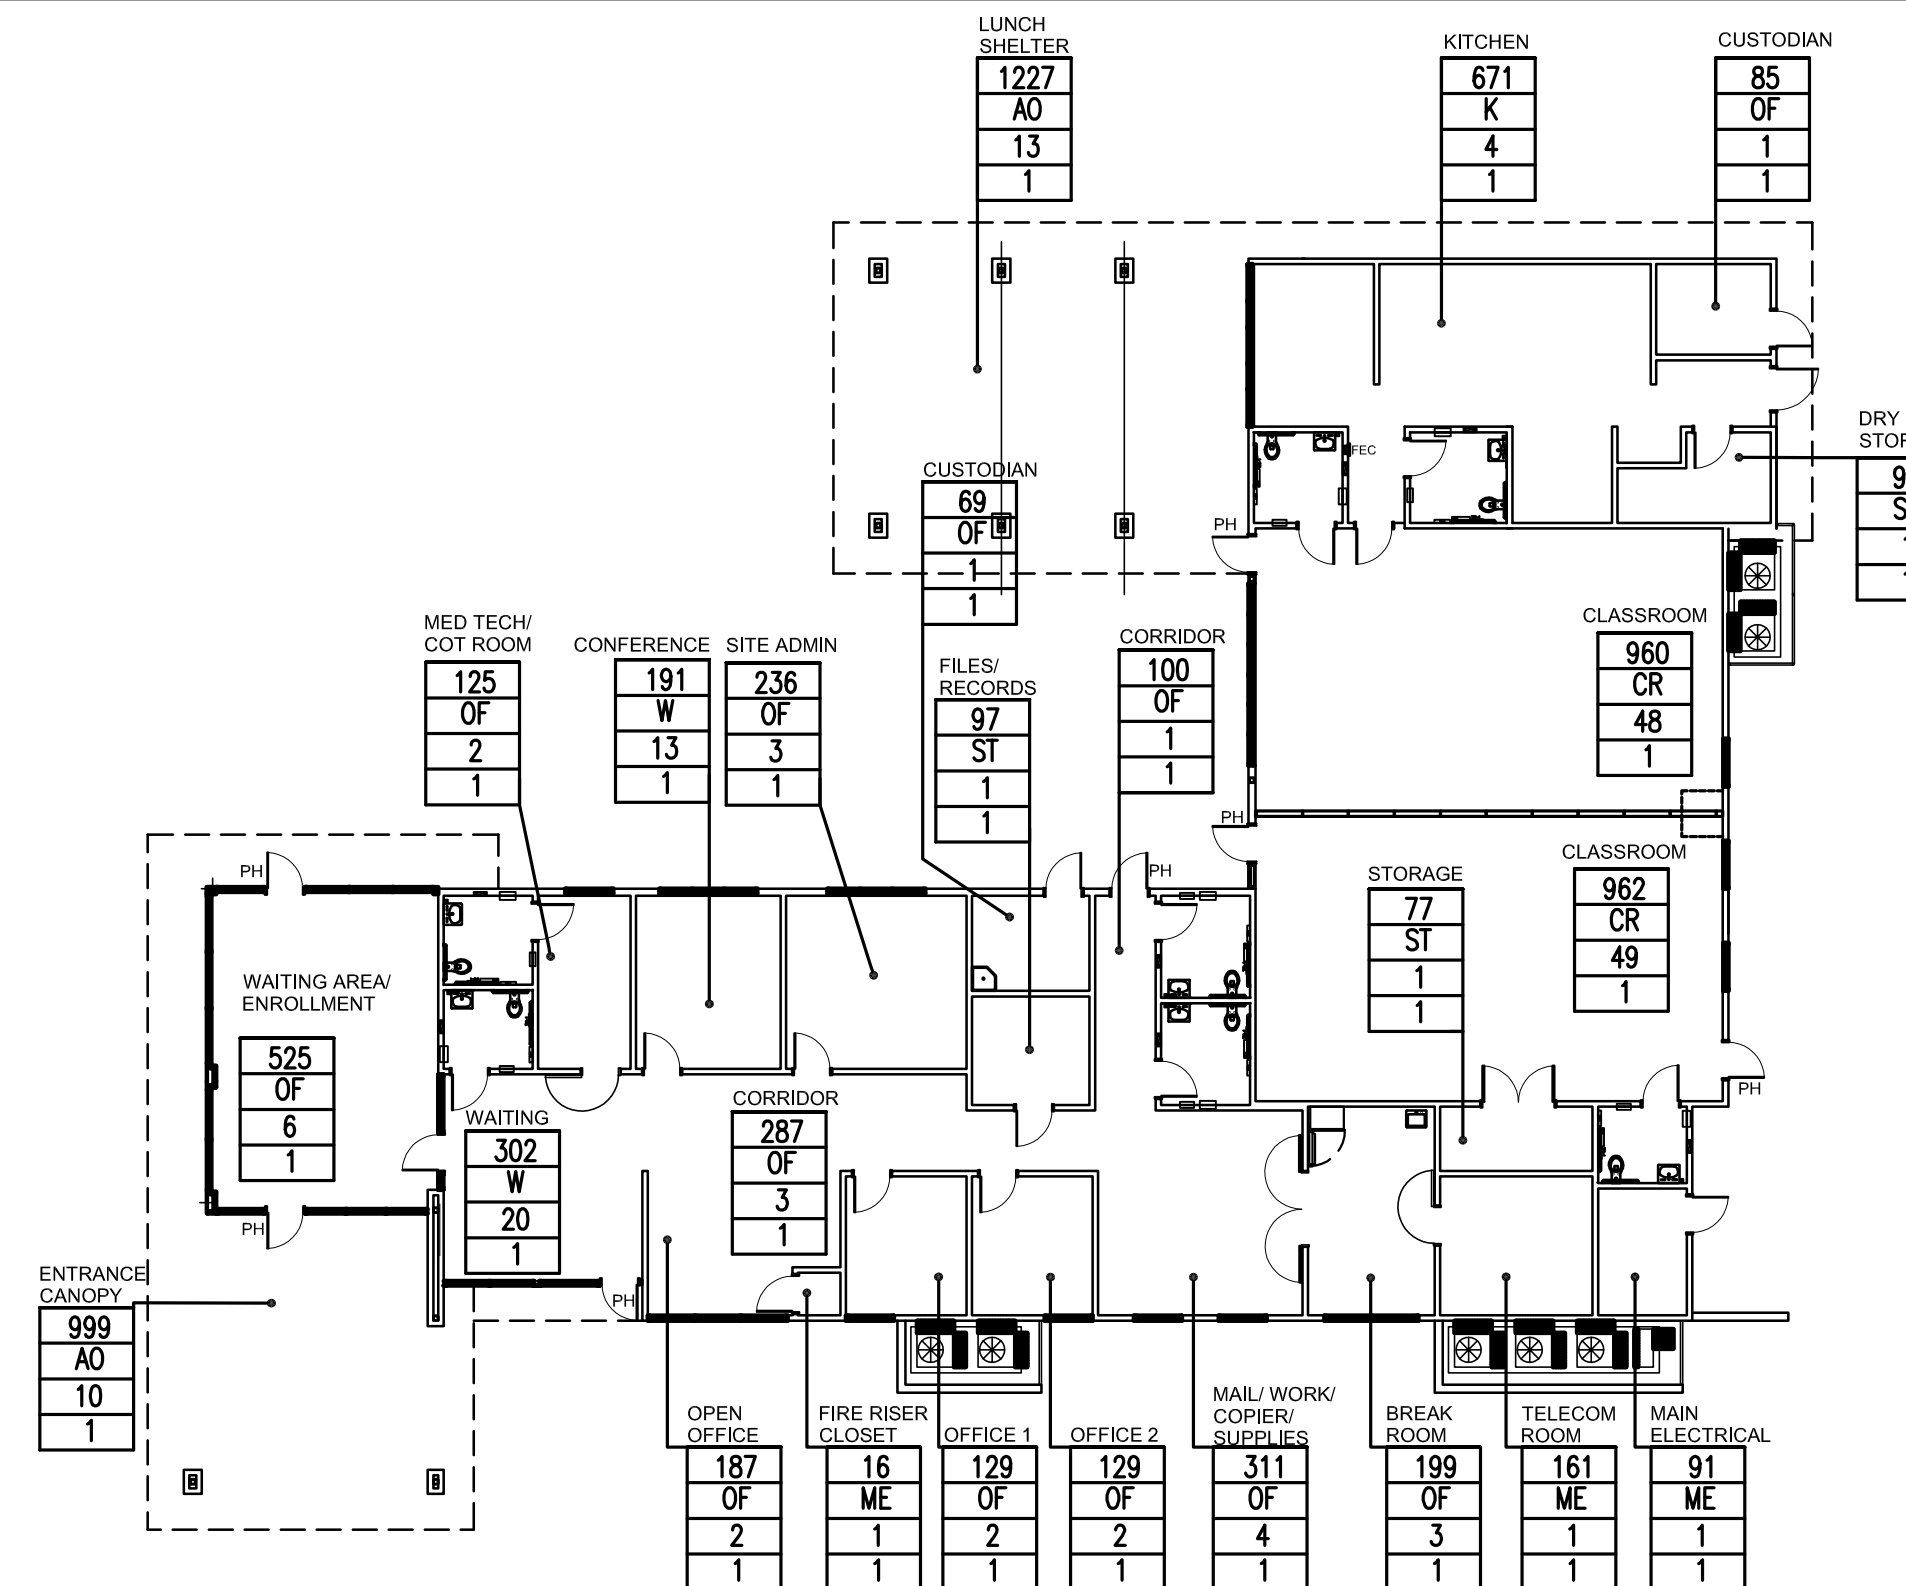 LUNCH
SHELTER
1227
AO
13
1
KITCHEN
671
K
4
1
CUSTODIAN
85
OF
1
1
DRY
9
FEC
CUSTODIAN
69
OF
1
1
PH
MED TECH/
COT ROOM
125
OF
2
1
CONFERENCE
191
W
13
1
SITE ADMIN
236
OF
3
1
FILES/
RECORDS
97
ST
1
1
CORRIDOR
100
OF
1
1
CLASSROOM
960
CR
48
1
PH
PH
PH
STORAGE
77
ST
1
1
CLASSROOM
962
CR
49
1
PH
WAITING AREA/
ENROLLMENT
525
OF
6
1
PH
WAITING
302
W
20
1
CORRIDOR
287
OF
3
1
PH
ENTRANCE
CANOPY
999
AO
10
1
OPEN
OFFICE
187
OF
2
1
FIRE RISER
CLOSET
16
ME
1
1
OFFICE 1
129
OF
2
1
OFFICE 2
129
OF
2
1
MAIL/ WORK/
COPIER/
SUPPLIES
311
OF
4
1
BREAK
ROOM
199
OF
3
1
TELECOM
ROOM
161
ME
1
1
MAIN
ELECTRICAL
91
ME
1
1